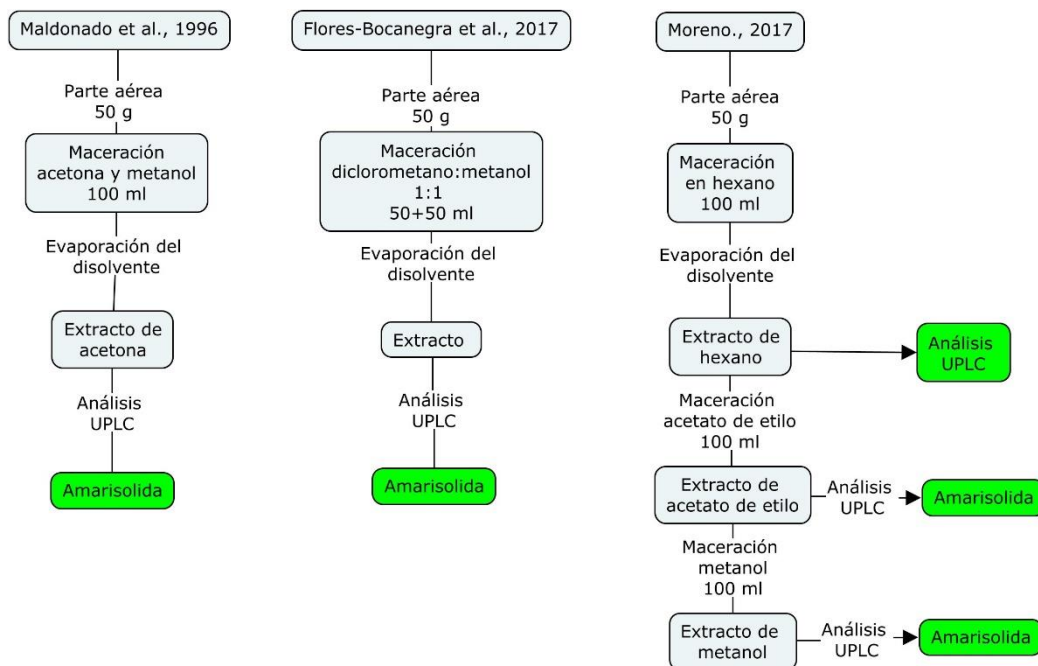 Maldonado et al., 1996
Parte aérea
50 g
Maceración
acetona y metanol
100 ml
Evaporación del
disolvente
Extracto de
acetona
Análisis
UPLC
Amarisolida
Flores-Bocanegra et al., 2017
Parte aérea
50 g
Maceración
diclorometano:metanol
1:1
50+50 ml
Evaporación del
disolvente
Extracto
Análisis
UPLC
Amarisolida
Moreno., 2017
Parte aérea
50 g
Maceración
en hexano
100 ml
Evaporación del
disolvente
Extracto de
hexano
Análisis
UPLC
Maceración
acetato de etilo
100 ml
Extracto de
acetato de etilo
Análisis
UPLC
Amarisolida
Maceración
metanol
100 ml
Extracto de
metanol
Análisis
UPLC
Amarisolida